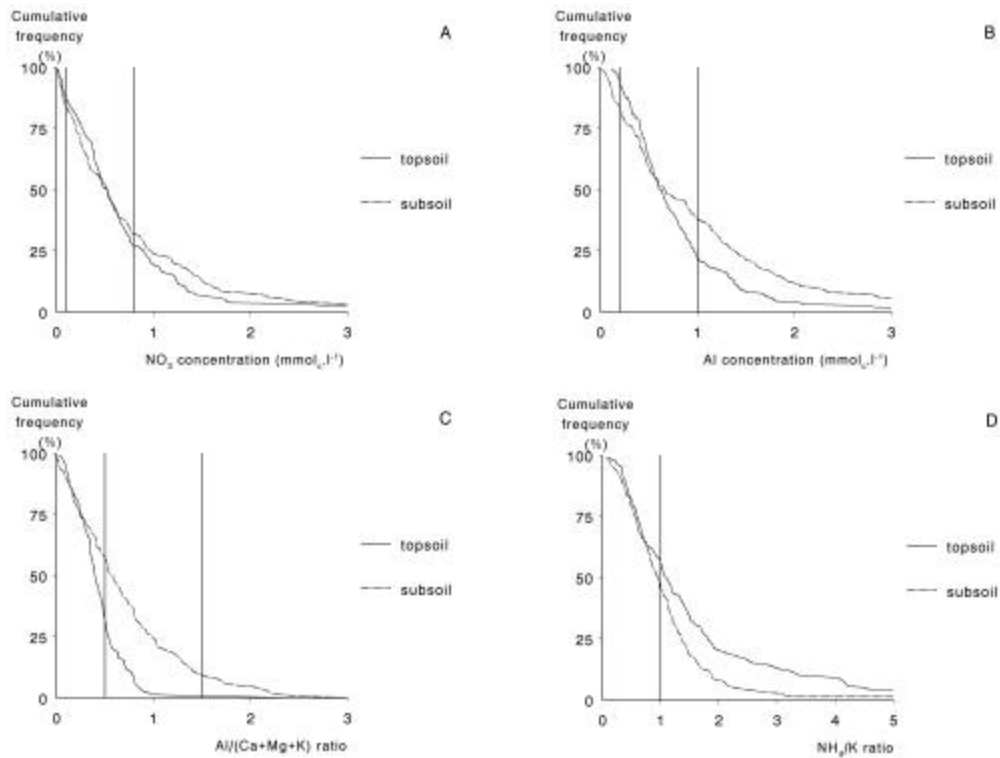 Cumulative
frequency
(%)
A
100
75
50
25
0
topsoil
subsoil
0 1 2 3
NO₃ concentration (mmol꜀.l⁻¹)
Cumulative
frequency
(%)
B
100
75
50
25
0
topsoil
subsoil
0 1 2 3
Al concentration (mmol꜀.l⁻¹)
Cumulative
frequency
(%)
C
100
75
50
25
0
topsoil
subsoil
0 1 2 3
Al/(Ca+Mg+K) ratio
Cumulative
frequency
(%)
D
100
75
50
25
0
topsoil
subsoil
0 1 2 3 4 5
NH₄/K ratio